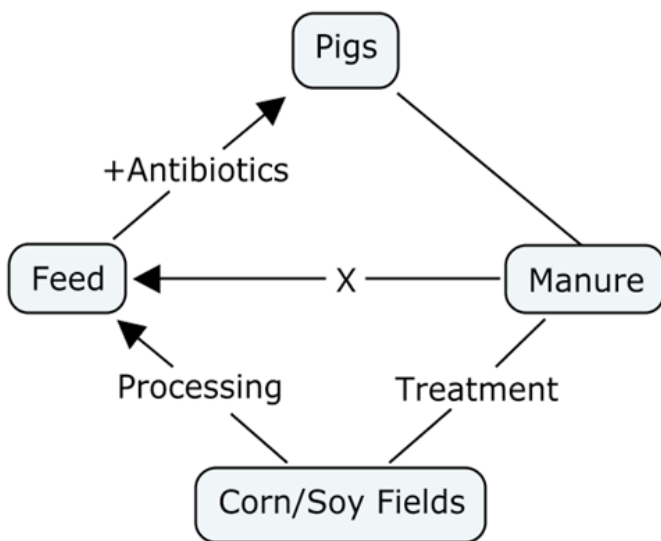 Pigs
+Antibiotics
Feed
X
Manure
Processing
Treatment
Corn/Soy Fields